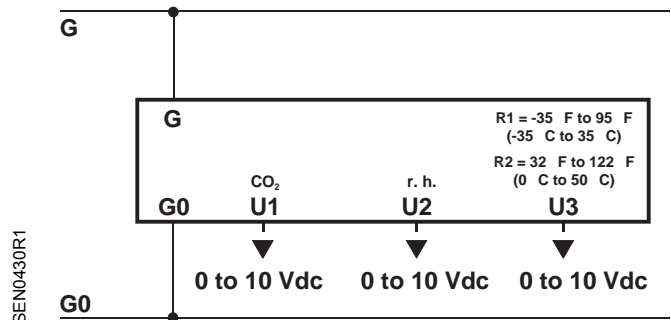 G
G
R1 = -35 F to 95 F
(-35 C to 35 C)
R2 = 32 F to 122 F
(0 C to 50 C)
CO₂
r. h.
G0
U1
U2
U3
0 to 10 Vdc
0 to 10 Vdc
0 to 10 Vdc
G0
SEN0430R1